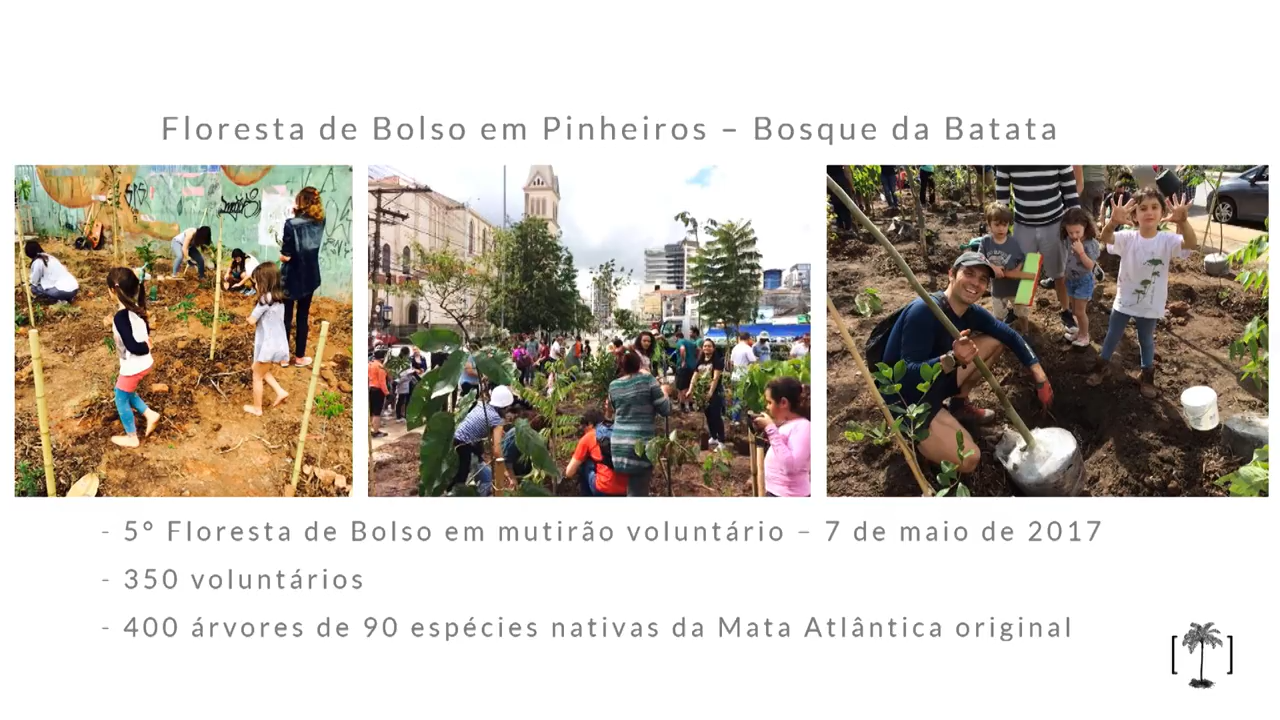 Floresta de Bolso em Pinheiros – Bosque da Batata
- 5° Floresta de Bolso em mutirão voluntário – 7 de maio de 2017
- 350 voluntários
- 400 árvores de 90 espécies nativas da Mata Atlântica original